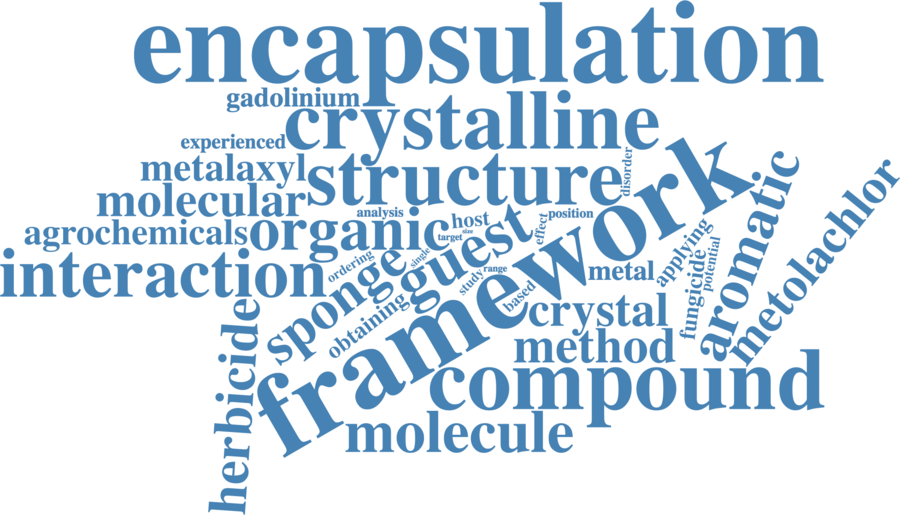 encapsulation
gadolinium
crystalline
experienced
metalaxyl
structure
disorder
molecular
analysis
host
position
agrochemicals
organic
target
size
effect
guest
framework
aromatic
metolachlor
interaction
ordering
single
sponge
study
range
metal
applying
potential
fungicide
obtaining
based
crystal
herbicide
method
compound
molecule